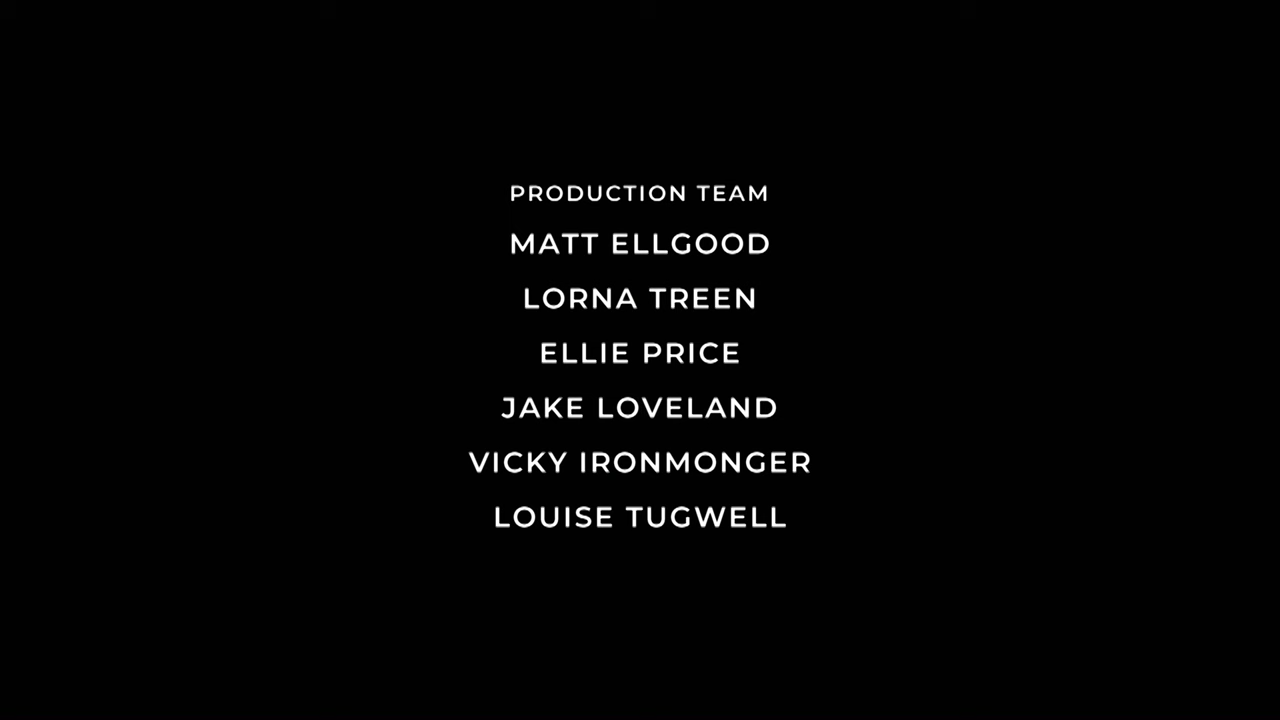 PRODUCTION TEAM
MATT ELLGOOD
LORNA TREEN
ELLIE PRICE
JAKE LOVELAND
VICKY IRONMONGER
LOUISE TUGWELL